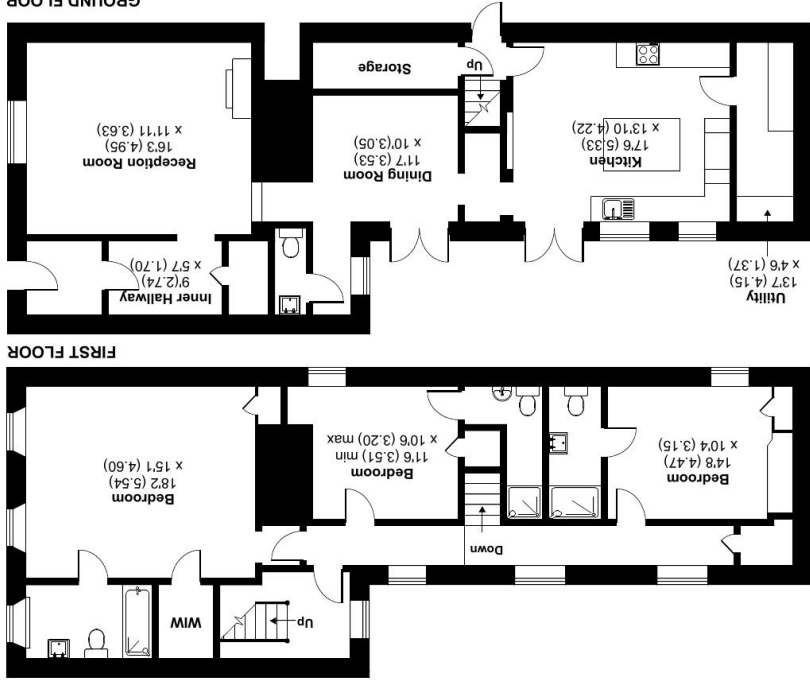 Up
WIW
Down
Bedroom
14'8 (4.47)
x 10'4 (3.15)
Bedroom
11'6 (3.51) min
x 10'6 (3.20) max
Bedroom
18'2 (5.54)
x 15'1 (4.60)
FIRST FLOOR
Utility
13'7 (4.15)
x 4'6 (1.37)
Inner Hallway
9'(2.74)
x 5'7 (1.70)
Kitchen
17'6 (5.33)
x 13'10 (4.22)
Dining Room
11'7 (3.53)
x 10'(3.05)
Reception Room
16'3 (4.95)
x 11'11 (3.63)
Up
Storage
GROUND FLOOR